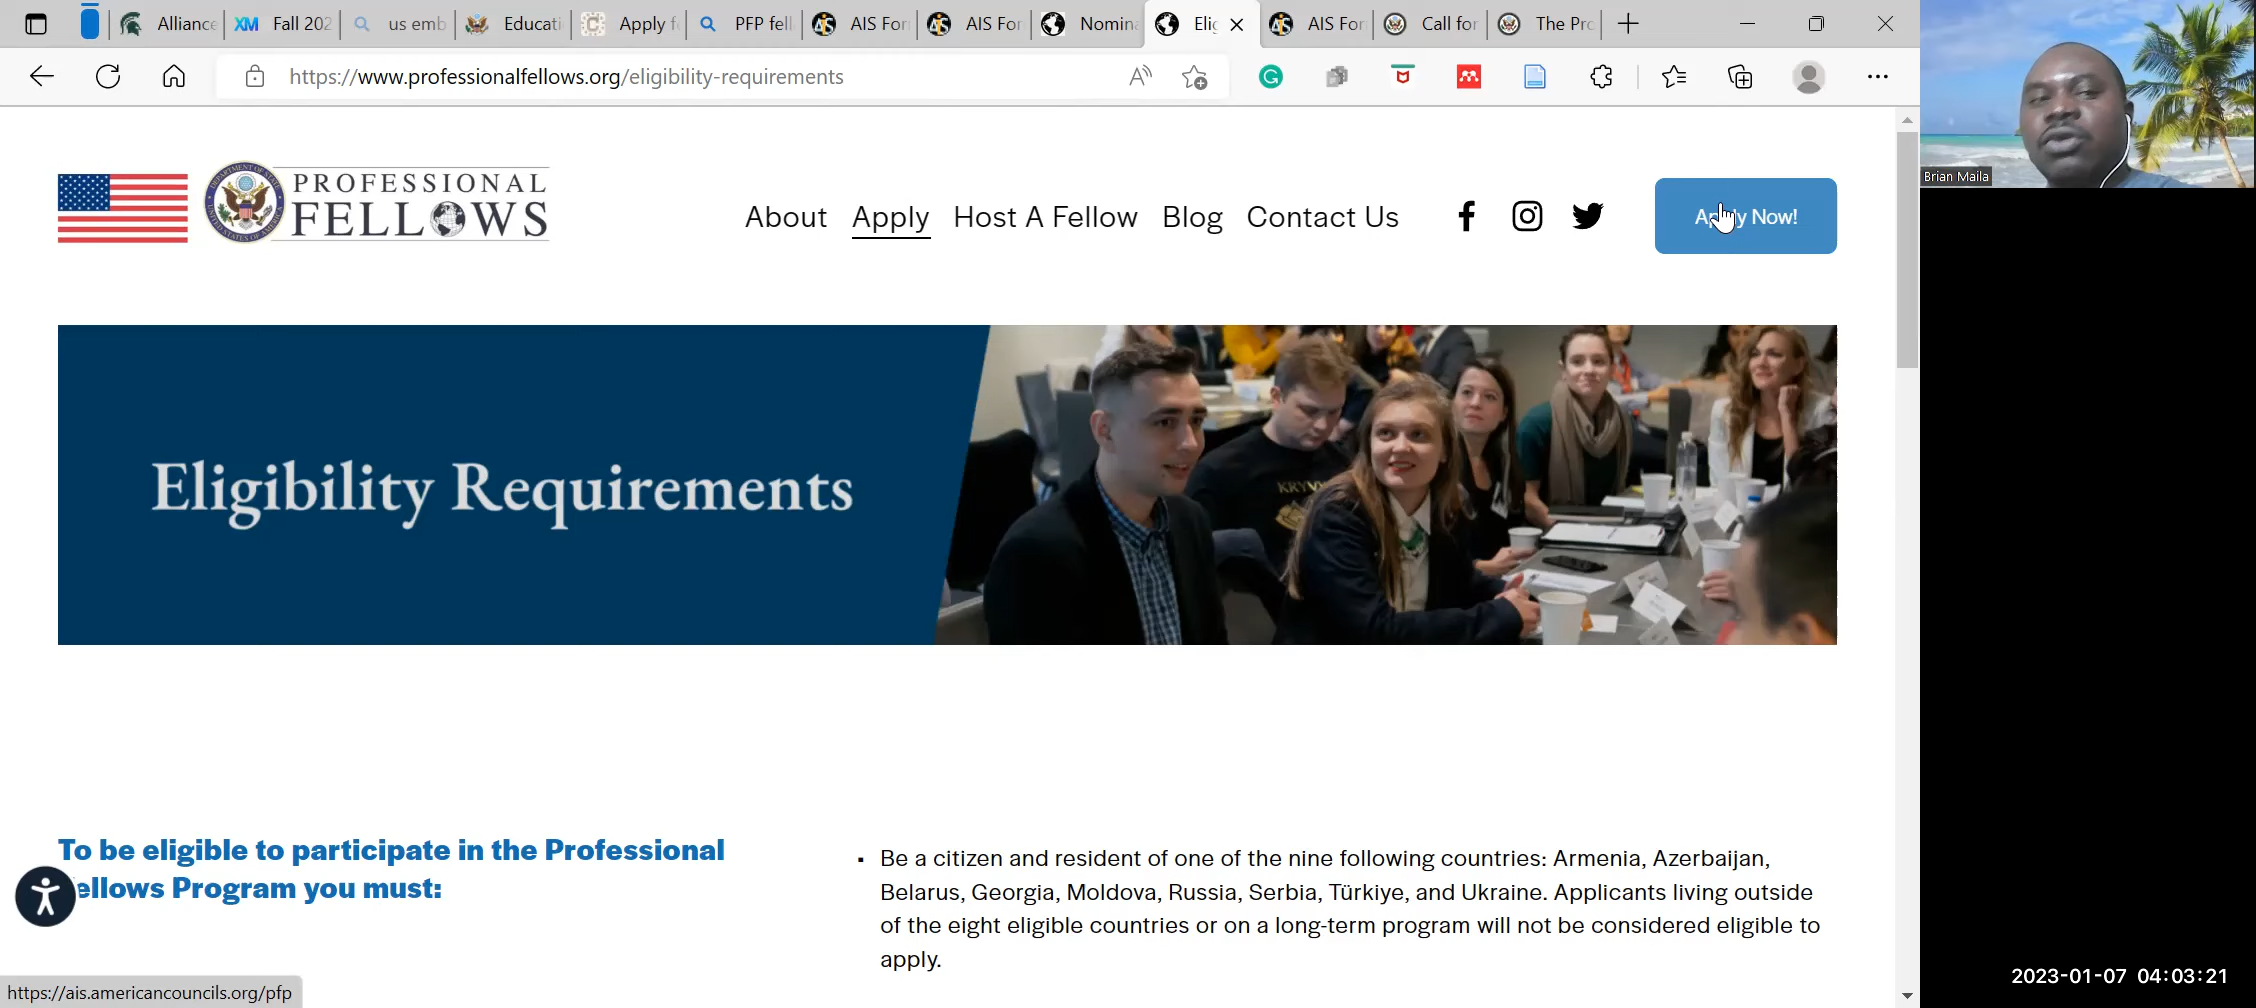 Alliance
Fall 202
us emb
Educati
Apply f
PFP fell
AIS For
AIS For
Nomina
Elig
AIS For
Call for
The Pro
https://www.professionalfellows.org/eligibility-requirements
Brian Maila
PROFESSIONAL
FELLOWS
About
Apply
Host A Fellow
Blog
Contact Us
Apply Now!
Eligibility Requirements
KRYV
To be eligible to participate in the Professional
ellows Program you must:
▪ Be a citizen and resident of one of the nine following countries: Armenia, Azerbaijan,
Belarus, Georgia, Moldova, Russia, Serbia, Türkiye, and Ukraine. Applicants living outside
of the eight eligible countries or on a long-term program will not be considered eligible to
apply.
https://ais.americancouncils.org/pfp
2023-01-07 04:03:21